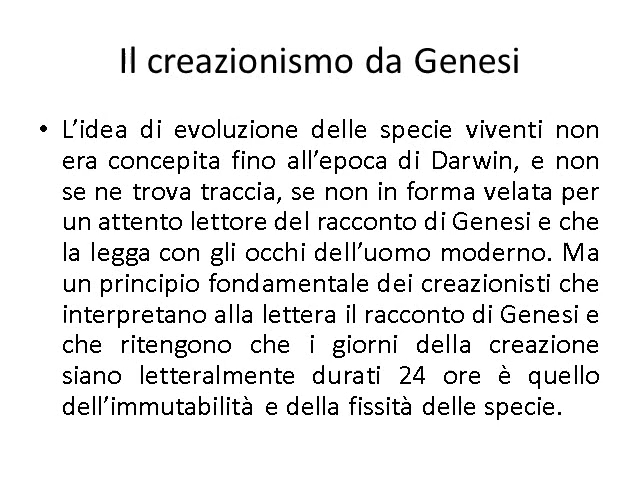 Il creazionismo da Genesi
• L’idea di evoluzione delle specie viventi non
era concepita fino all’epoca di Darwin, e non
se ne trova traccia, se non in forma velata per
un attento lettore del racconto di Genesi e che
la legga con gli occhi dell’uomo moderno. Ma
un principio fondamentale dei creazionisti che
interpretano alla lettera il racconto di Genesi e
che ritengono che i giorni della creazione
siano letteralmente durati 24 ore è quello
dell’immutabilità e della fissità delle specie.